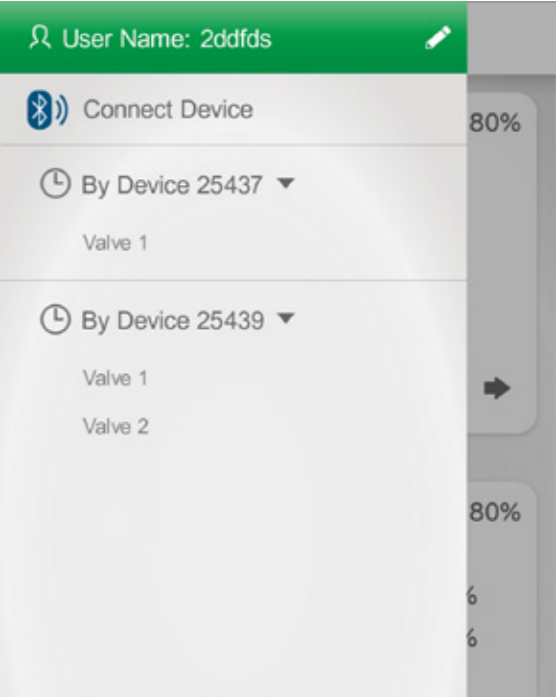 User Name: 2ddfds
Connect Device
80%
By Device 25437
Valve 1
By Device 25439
Valve 1
Valve 2
80%
%
%